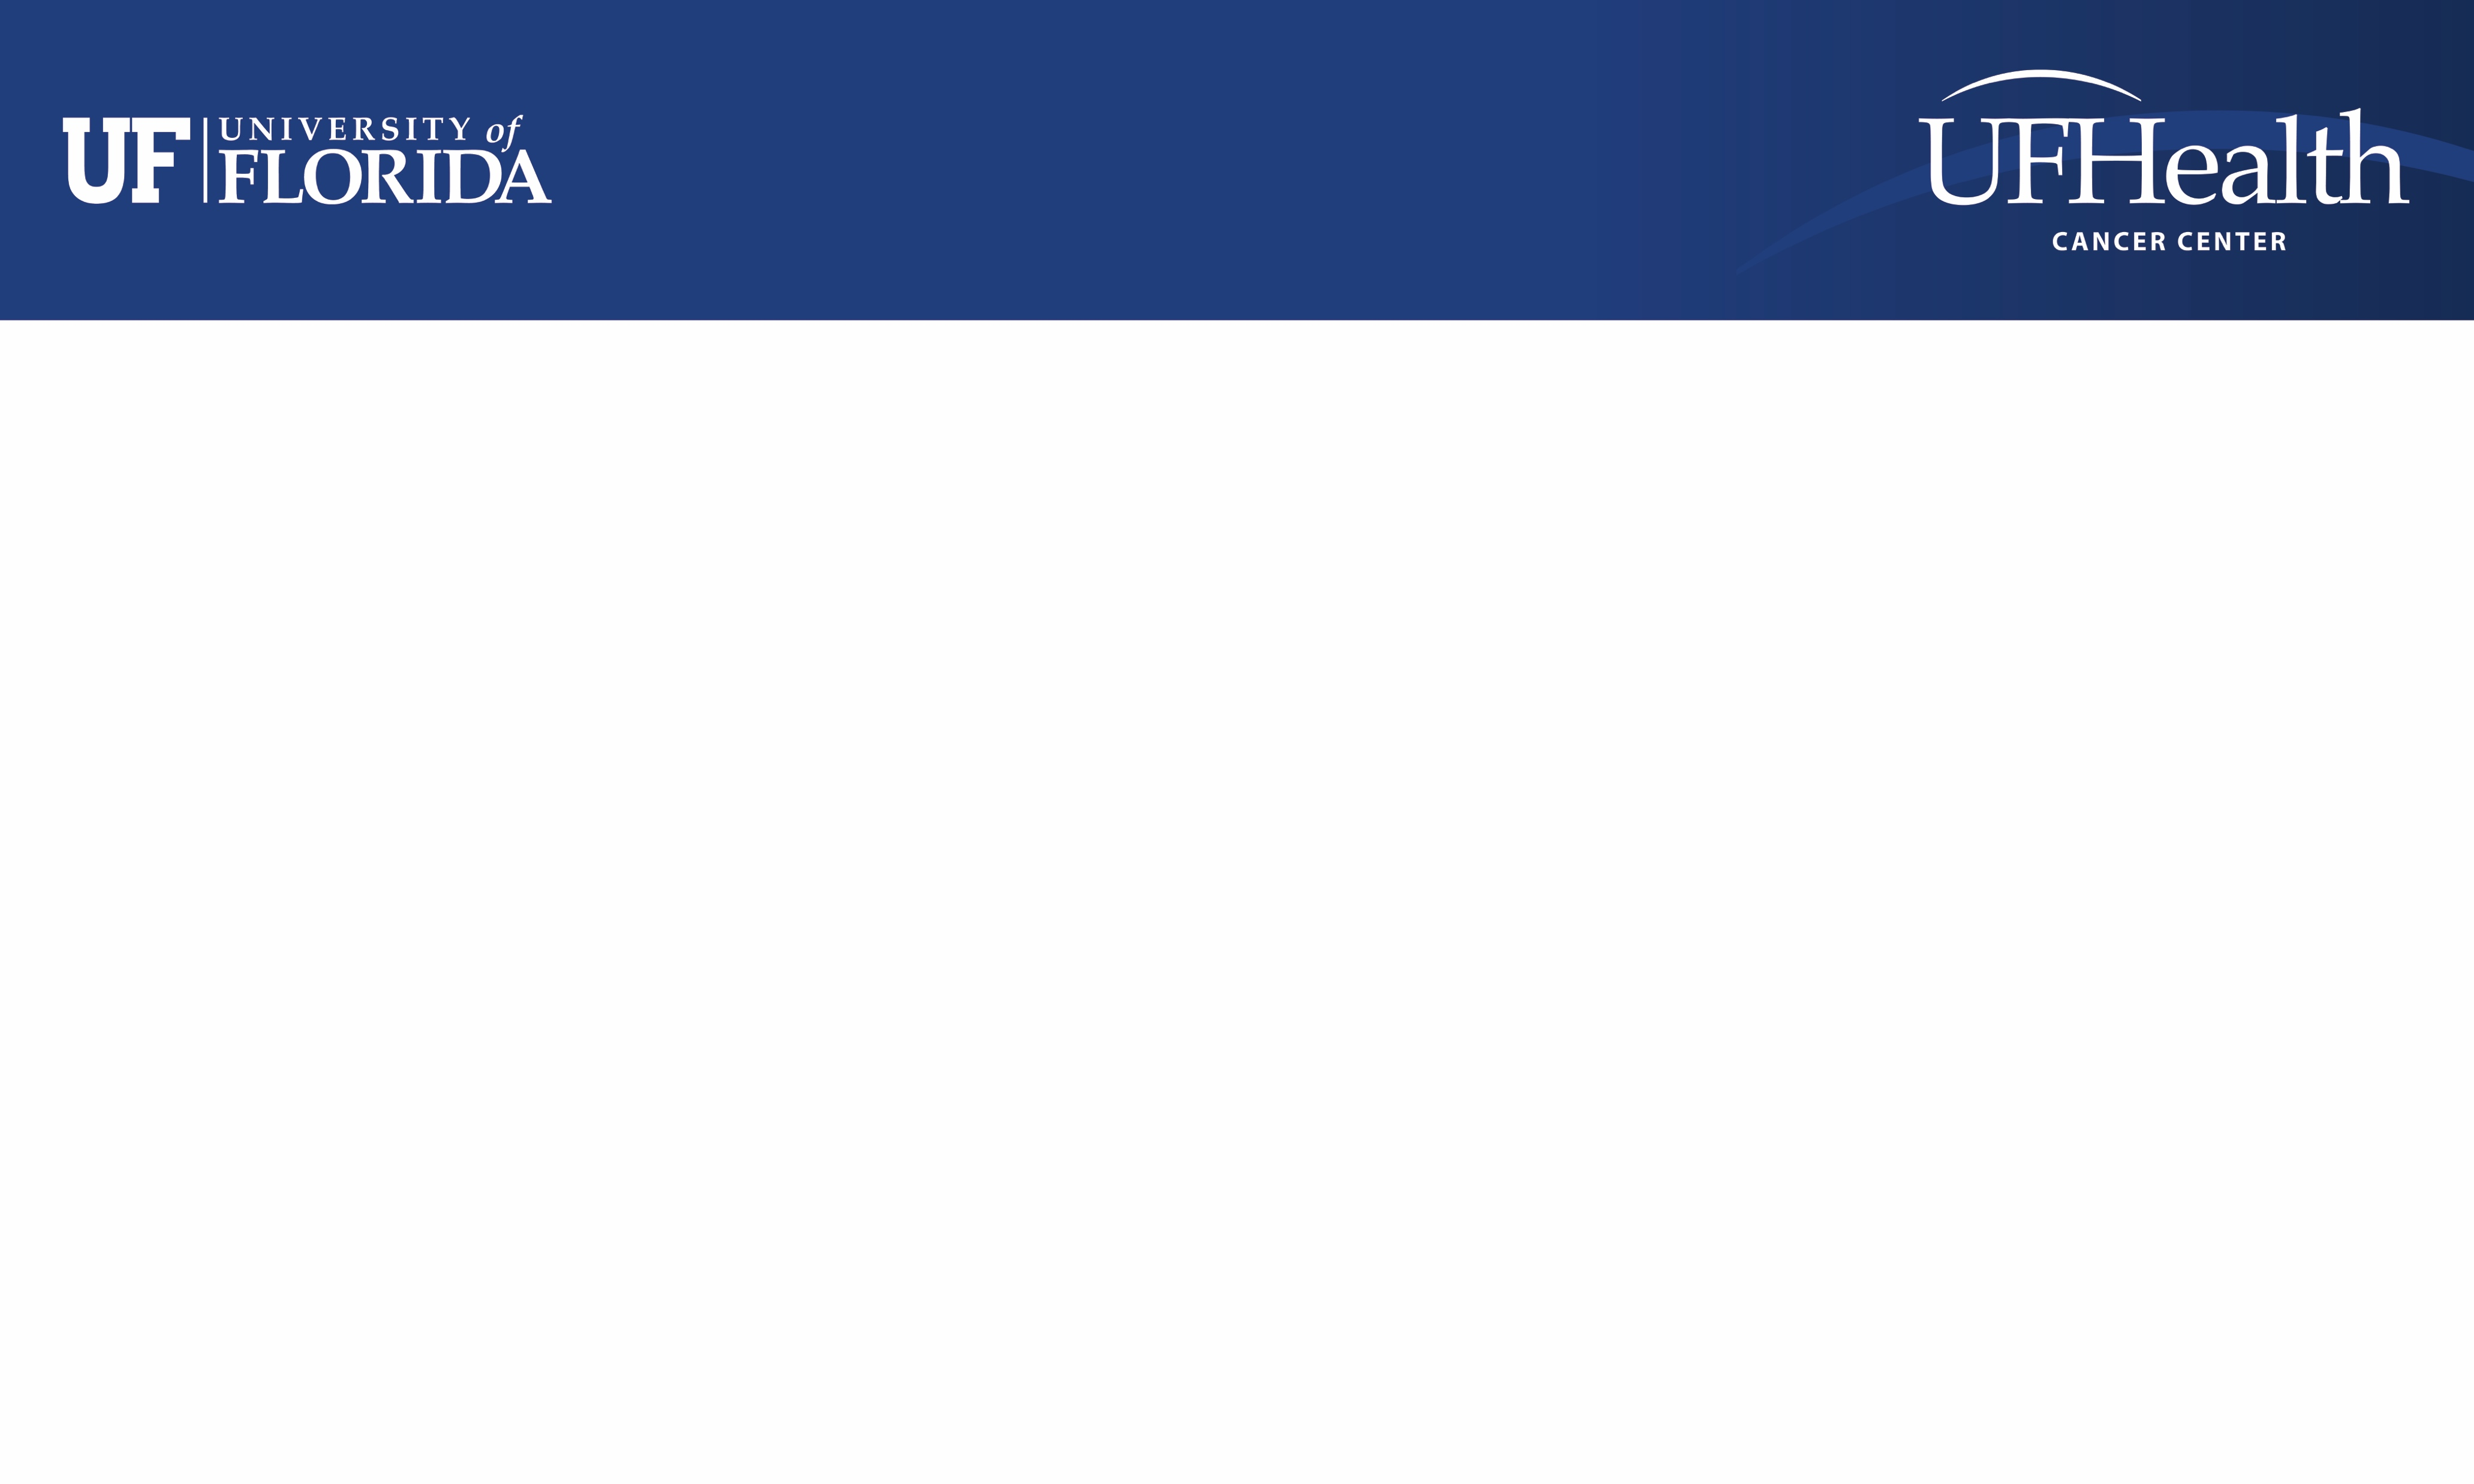 UF UNIVERSITY of
FLORIDA
UFHealth
CANCER CENTER